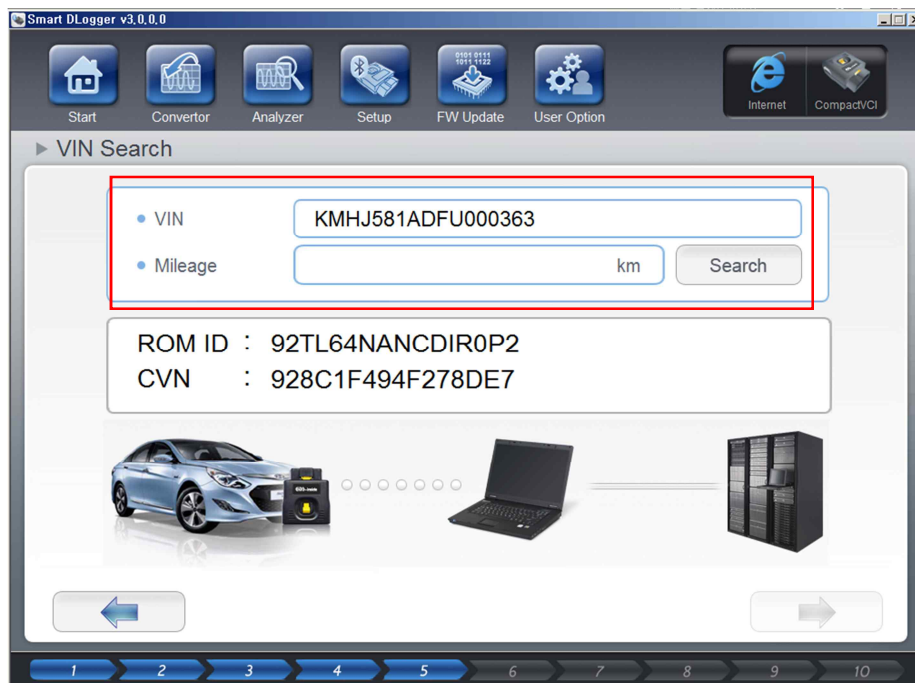 Smart DLogger v3,0,0,0
0101 0111
1011 1122
Start
Convertor
Analyzer
Setup
FW Update
User Option
Internet
CompactVCI
VIN Search
VIN
KMHJ581ADFU000363
Mileage
km
Search
ROM ID : 92TL64NANCDIR0P2
CVN : 928C1F494F278DE7
1 2 3 4 5 6 7 8 9 10